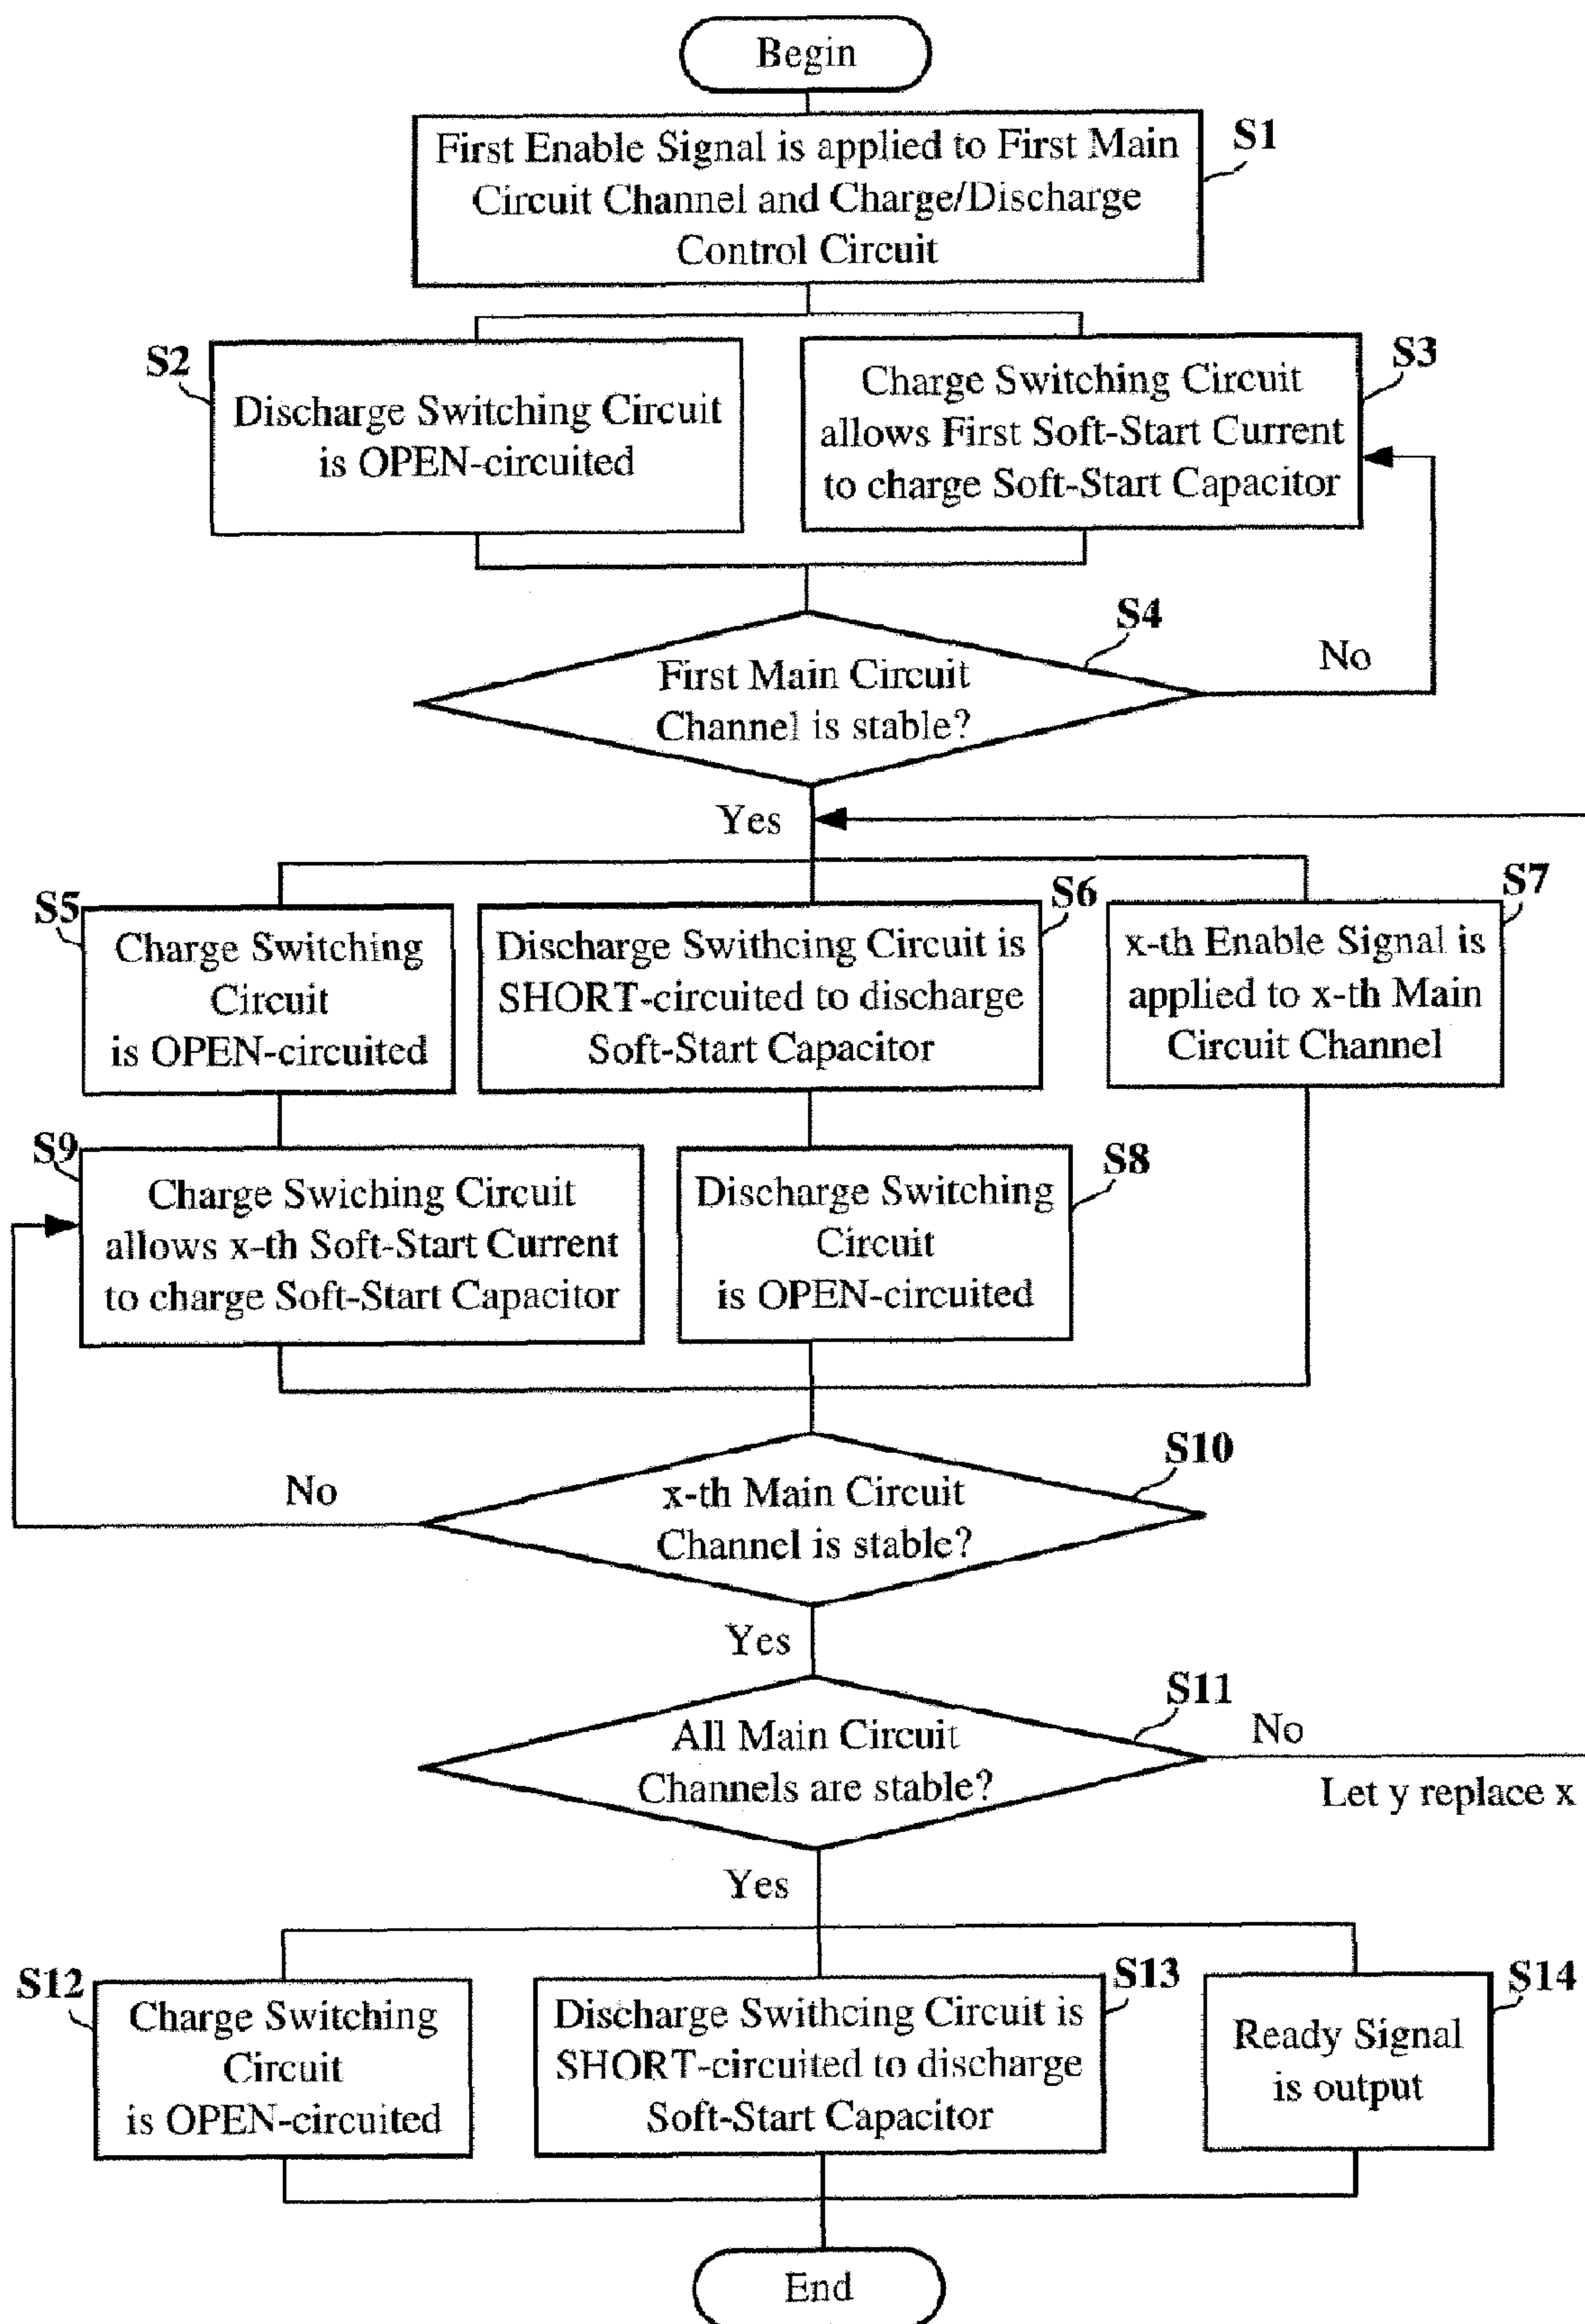 Begin
First Enable Signal is applied to First Main
Circuit Channel and Charge/Discharge
Control Circuit
S1
S2
Discharge Switching Circuit
is OPEN-circuited
S3
Charge Switching Circuit
allows First Soft-Start Current
to charge Soft-Start Capacitor
S4
First Main Circuit
Channel is stable?
No
Yes
S5
Charge Switching
Circuit
is OPEN-circuited
S6
Discharge Swithcing Circuit is
SHORT-circuited to discharge
Soft-Start Capacitor
S7
x-th Enable Signal is
applied to x-th Main
Circuit Channel
S9
Charge Swiching Circuit
allows x-th Soft-Start Current
to charge Soft-Start Capacitor
S8
Discharge Switching
Circuit
is OPEN-circuited
S10
No
x-th Main Circuit
Channel is stable?
Yes
S11
All Main Circuit
Channels are stable?
No
Let y replace x
Yes
S12
Charge Switching
Circuit
is OPEN-circuited
S13
Discharge Swithcing Circuit is
SHORT-circuited to discharge
Soft-Start Capacitor
S14
Ready Signal
is output
End